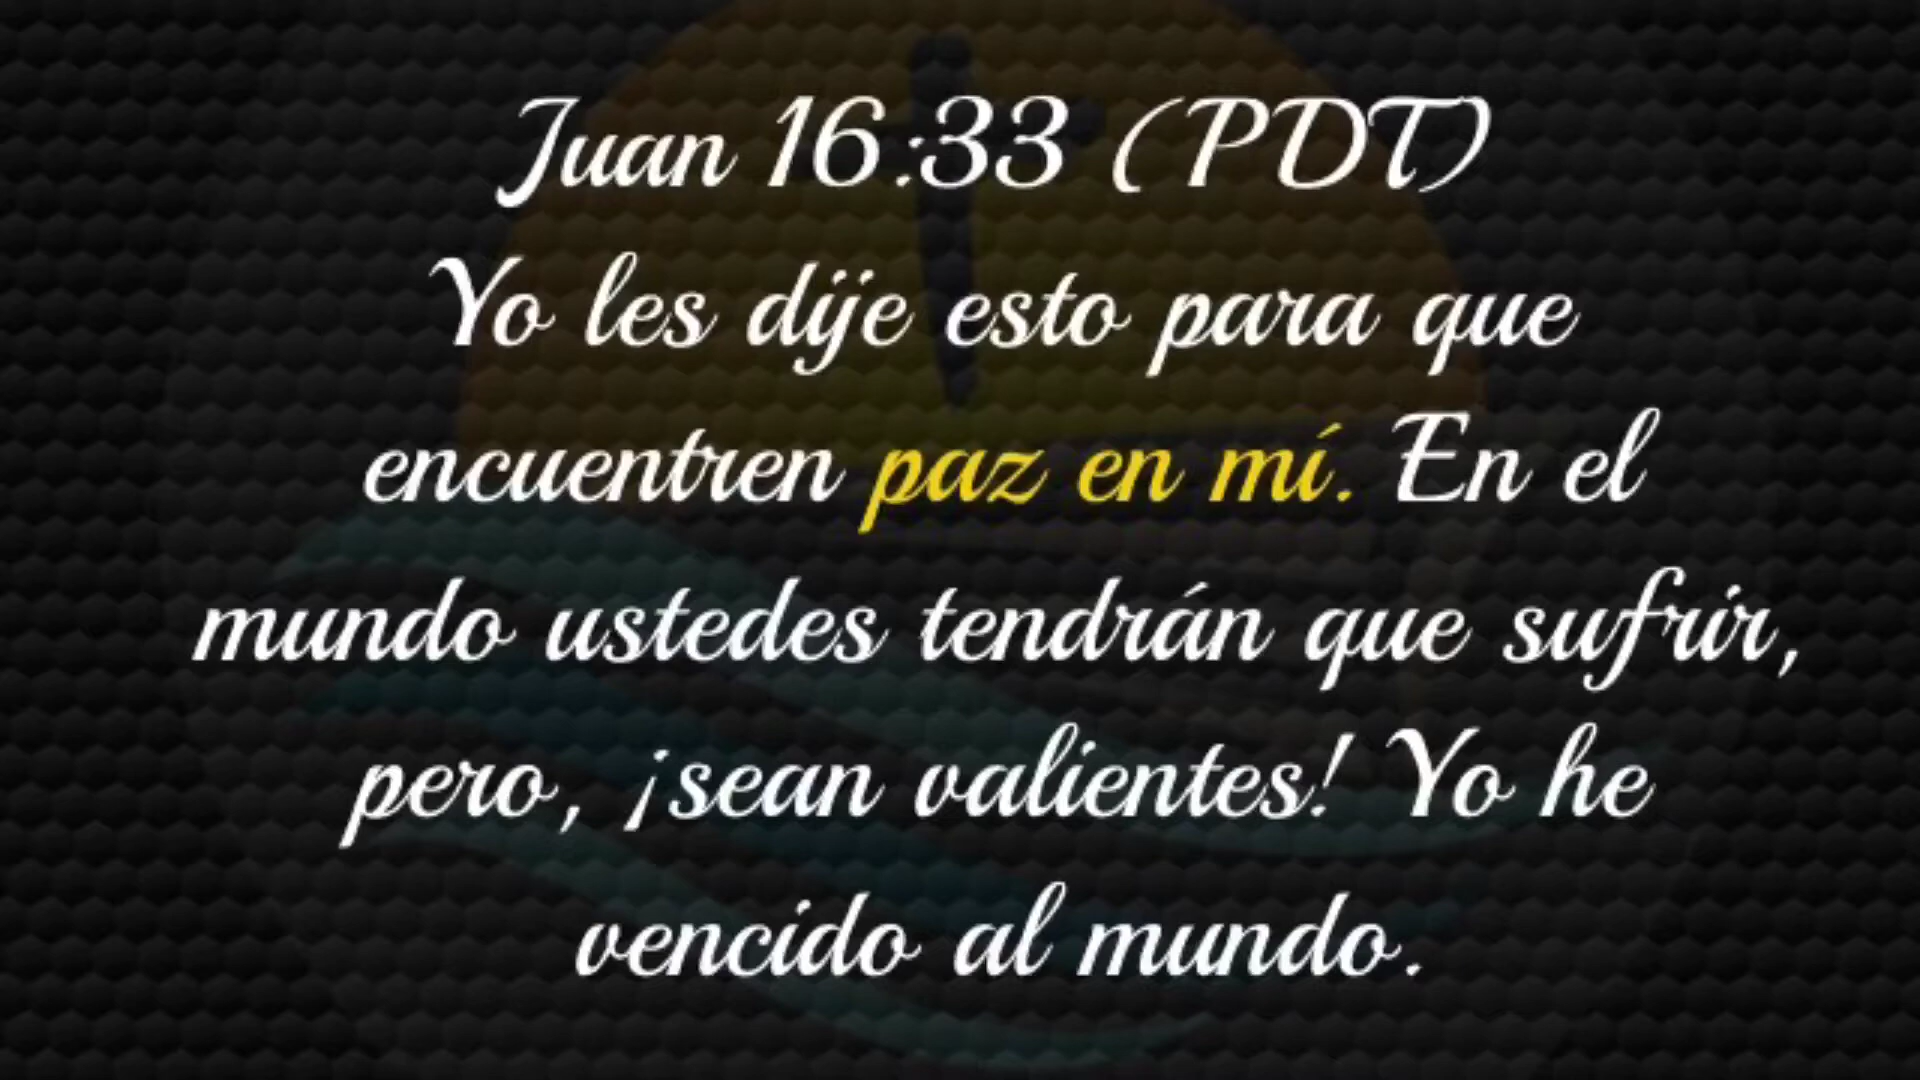 Juan 16:33 (PDT)
Yo les dije esto para que
encuentren paz en mí. En el
mundo ustedes tendrán que sufrir,
pero, ¡sean valientes! Yo he
vencido al mundo.